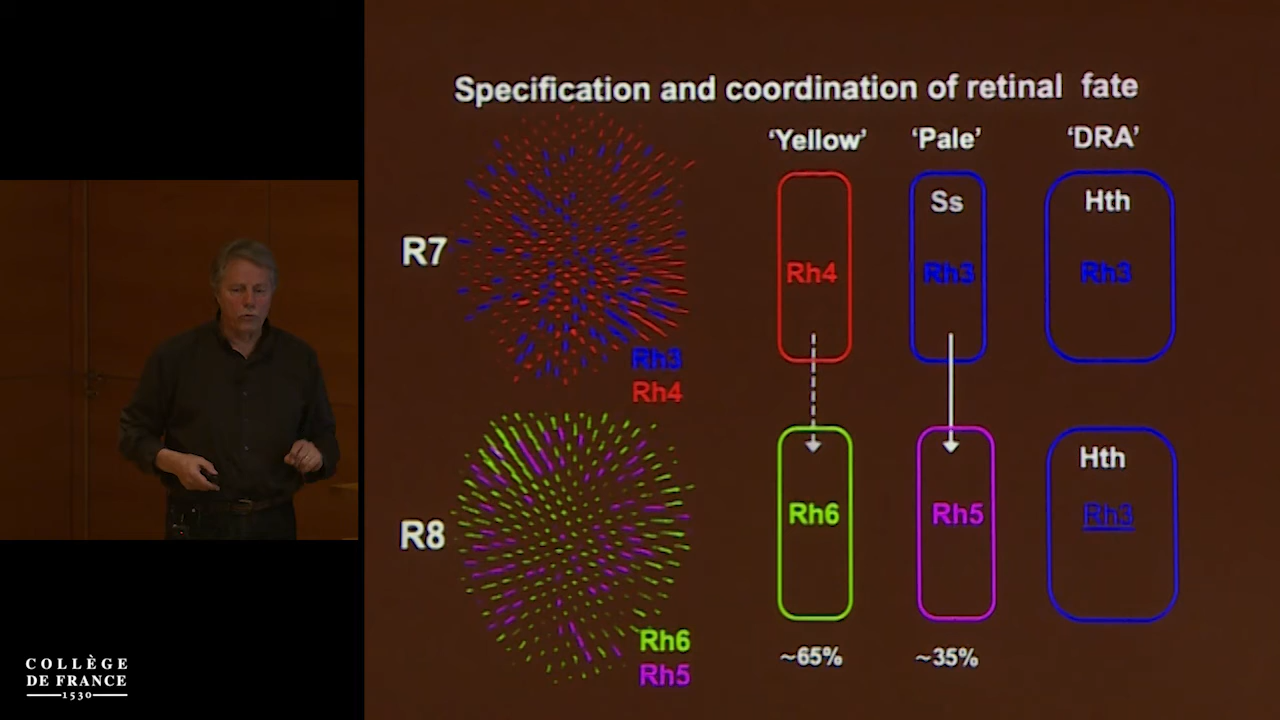 Specification and coordination of retinal fate
‘Yellow’ ‘Pale’ ‘DRA’
R7
Ss Hth
Rh4 Rh3 Rh3
Rh3
Rh4
R8
Hth
Rh6 Rh5 Rh3
Rh6
Rh5
~65% ~35%
COLLÈGE
DE FRANCE
1530